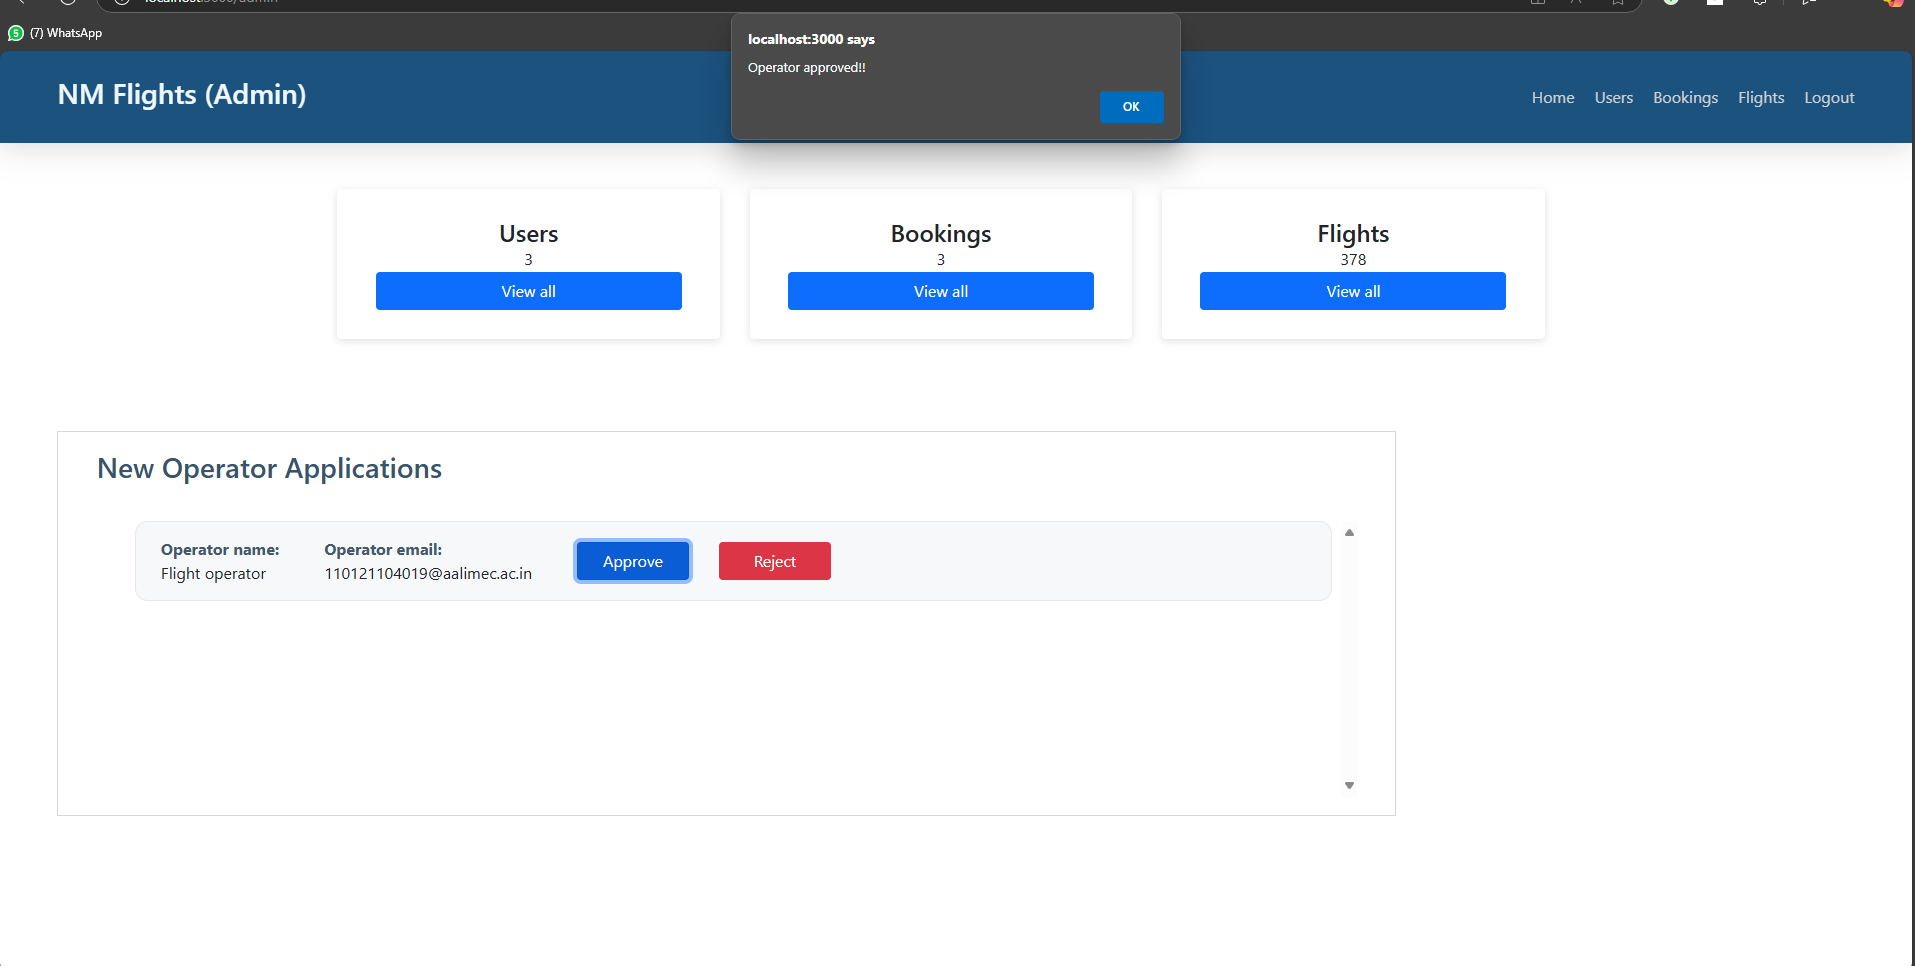 (7) WhatsApp
localhost:3000 says
Operator approved!!
OK
NM Flights (Admin)
Home Users Bookings Flights Logout
Users
3
View all
Bookings
3
View all
Flights
378
View all
New Operator Applications
Operator name:
Flight operator
Operator email:
110121104019@aalimec.ac.in
Approve
Reject